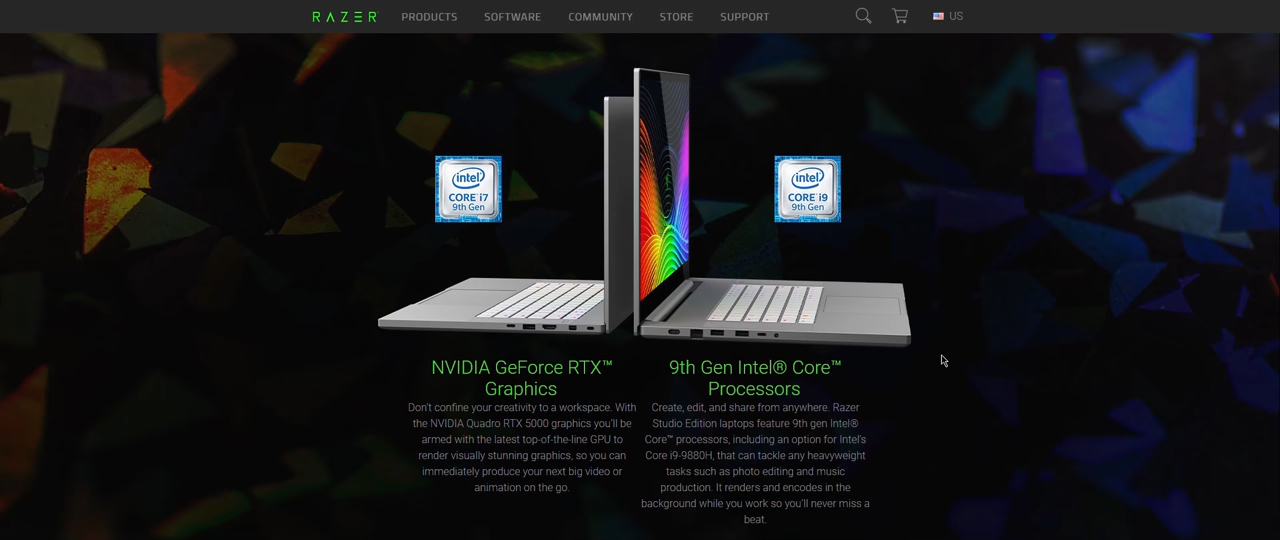 RAZER PRODUCTS SOFTWARE COMMUNITY STORE SUPPORT US
intel
CORE i7
9th Gen
intel
CORE i9
9th Gen
NVIDIA GeForce RTX™
Graphics
Don't confine your creativity to a workspace. With
the NVIDIA Quadro RTX 5000 graphics you'll be
armed with the latest top-of-the-line GPU to
render visually stunning graphics, so you can
immediately produce your next big video or
animation on the go.
9th Gen Intel® Core™
Processors
Create, edit, and share from anywhere. Razer
Studio Edition laptops feature 9th gen Intel®
Core™ processors, including an option for Intel's
Core i9-9880H, that can tackle any heavyweight
tasks such as photo editing and music
production. It renders and encodes in the
background while you work so you'll never miss a
beat.